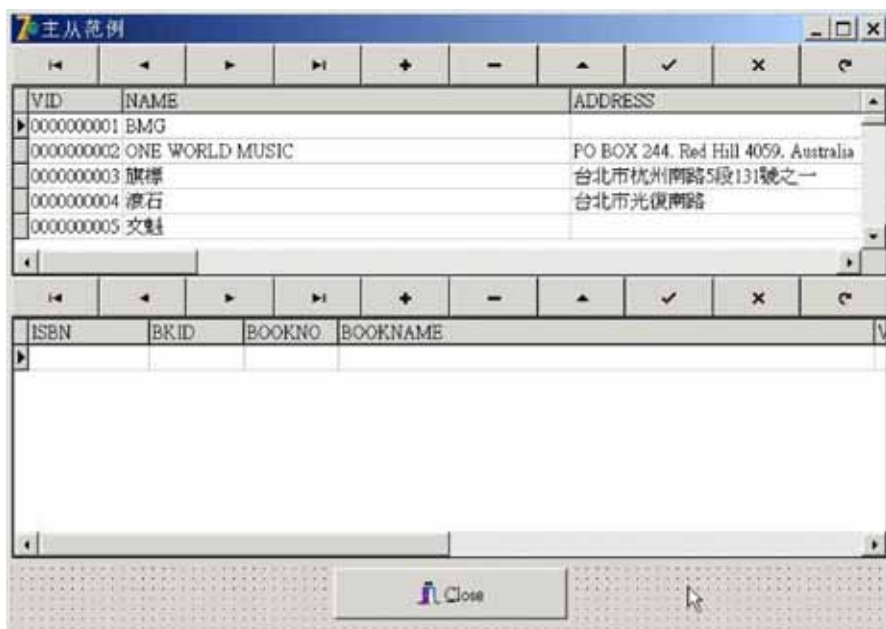 主从范例
VID NAME ADDRESS
0000000001 BMG
0000000002 ONE WORLD MUSIC PO BOX 244. Red Hill 4059. Australia
0000000003 旗標 台北市杭州南路5段131號之一
0000000004 滾石 台北市光復南路
0000000005 文魁
ISBN BKID BOOKNO BOOKNAME V
Close